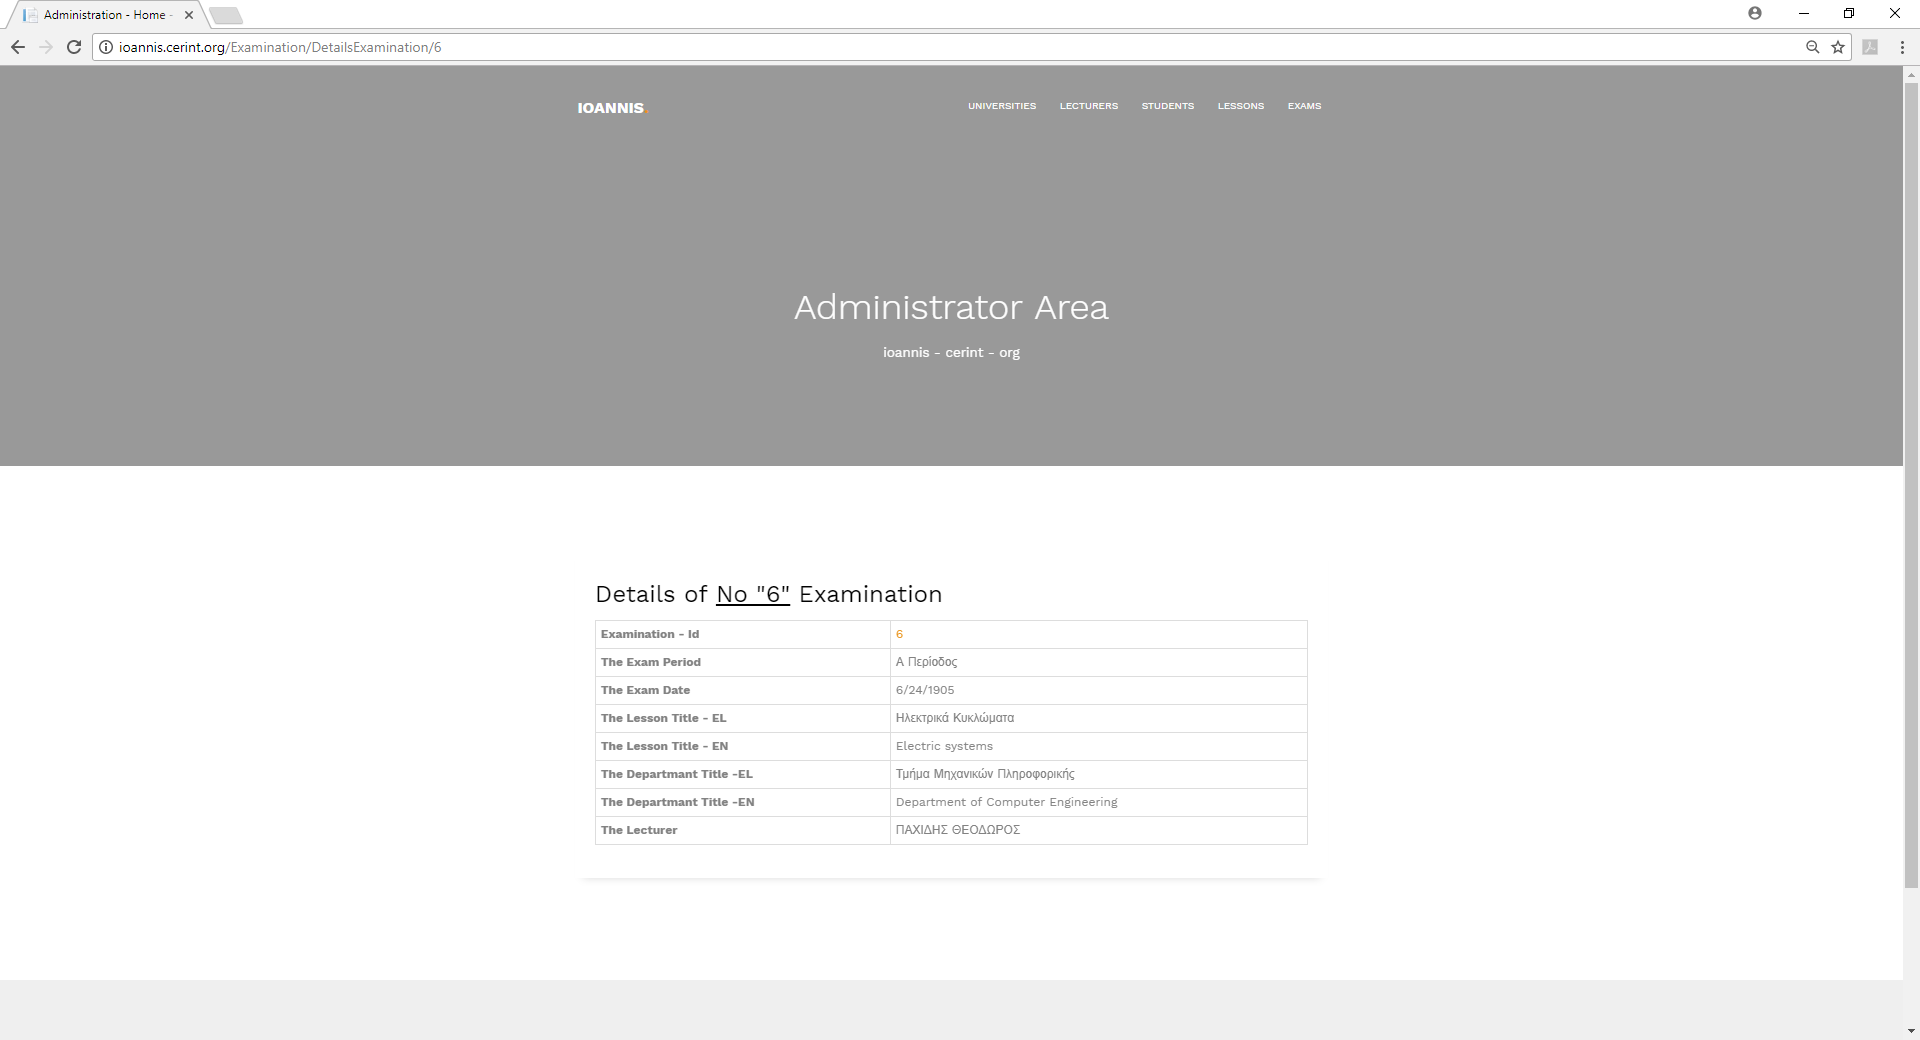 Administration - Home -
ioannis.cerint.org/Examination/DetailsExamination/6
IOANNIS.
UNIVERSITIES LECTURERS STUDENTS LESSONS EXAMS
Administrator Area
ioannis - cerint - org
Details of No "6" Examination
Examination - Id 6
The Exam Period Α Περίοδος
The Exam Date 6/24/1905
The Lesson Title - EL Ηλεκτρικά Κυκλώματα
The Lesson Title - EN Electric systems
The Departmant Title -EL Τμήμα Μηχανικών Πληροφορικής
The Departmant Title -EN Department of Computer Engineering
The Lecturer ΠΑΧΙΔΗΣ ΘΕΟΔΩΡΟΣ